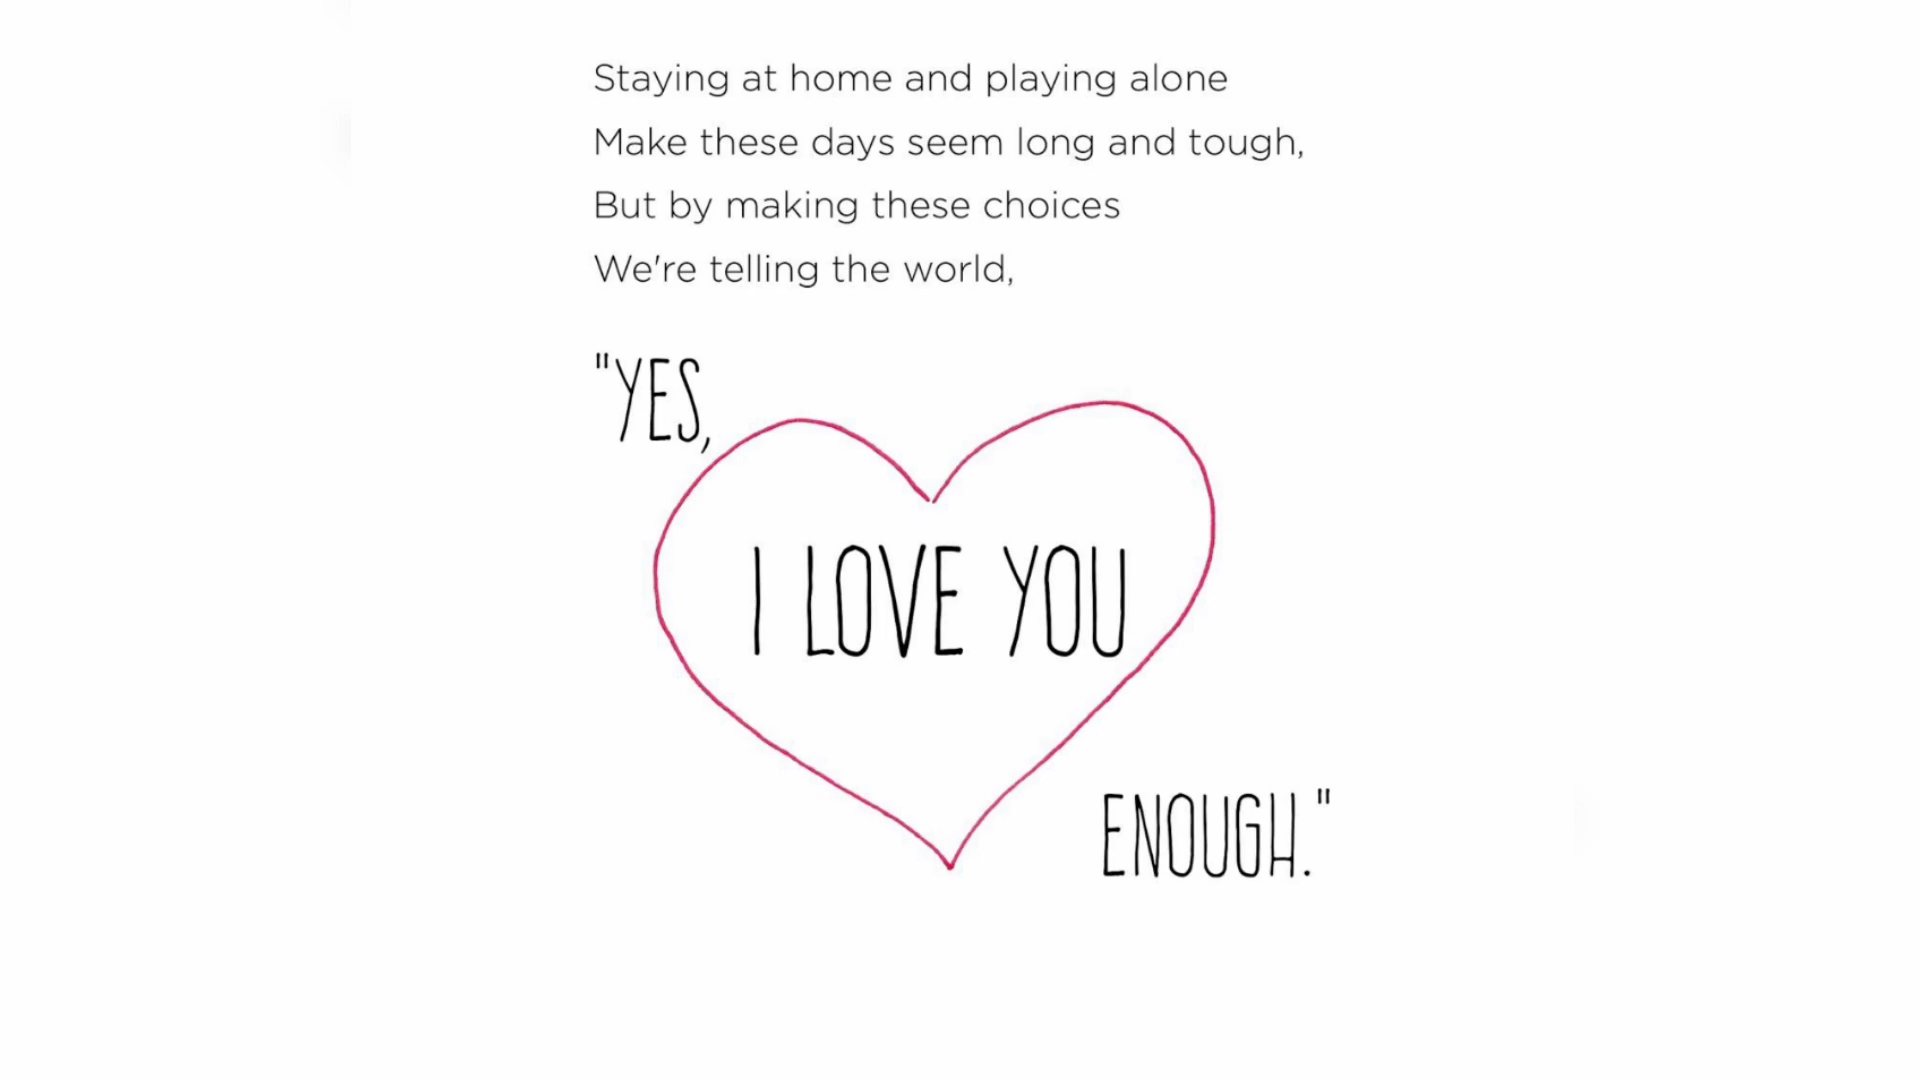 Staying at home and playing alone
Make these days seem long and tough,
But by making these choices
We're telling the world,
"YES,
I LOVE YOU
ENOUGH."